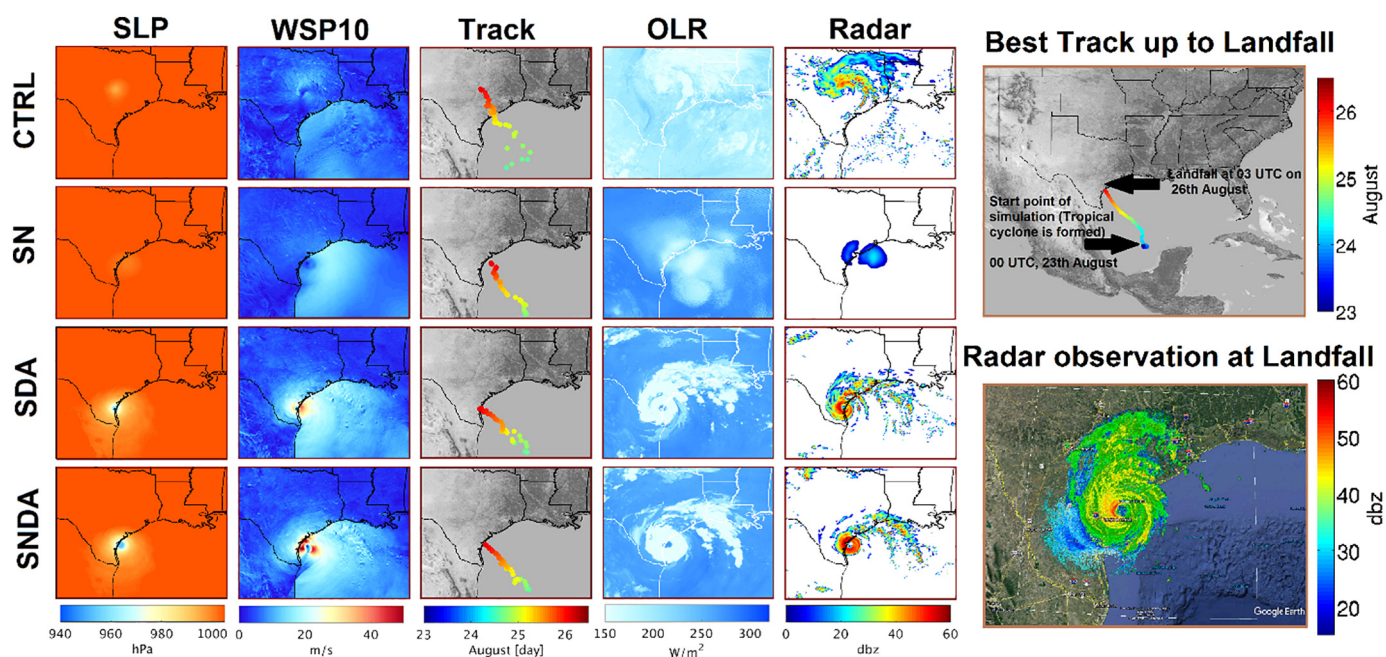 SLP
WSP10
Track
OLR
Radar
CTRL
SN
SDA
SNDA
940
960
980
1000
hPa
0
20
40
m/s
23
24
25
26
August [day]
150
200
250
300
W/m²
0
20
40
60
dbz
Best Track up to Landfall
Landfall at 03 UTC on
26th August
Start point of
simulation (Tropical
cyclone is formed)
00 UTC, 23th August
26
25
24
23
August
Radar observation at Landfall
60
50
40
30
20
dbz
Google Earth